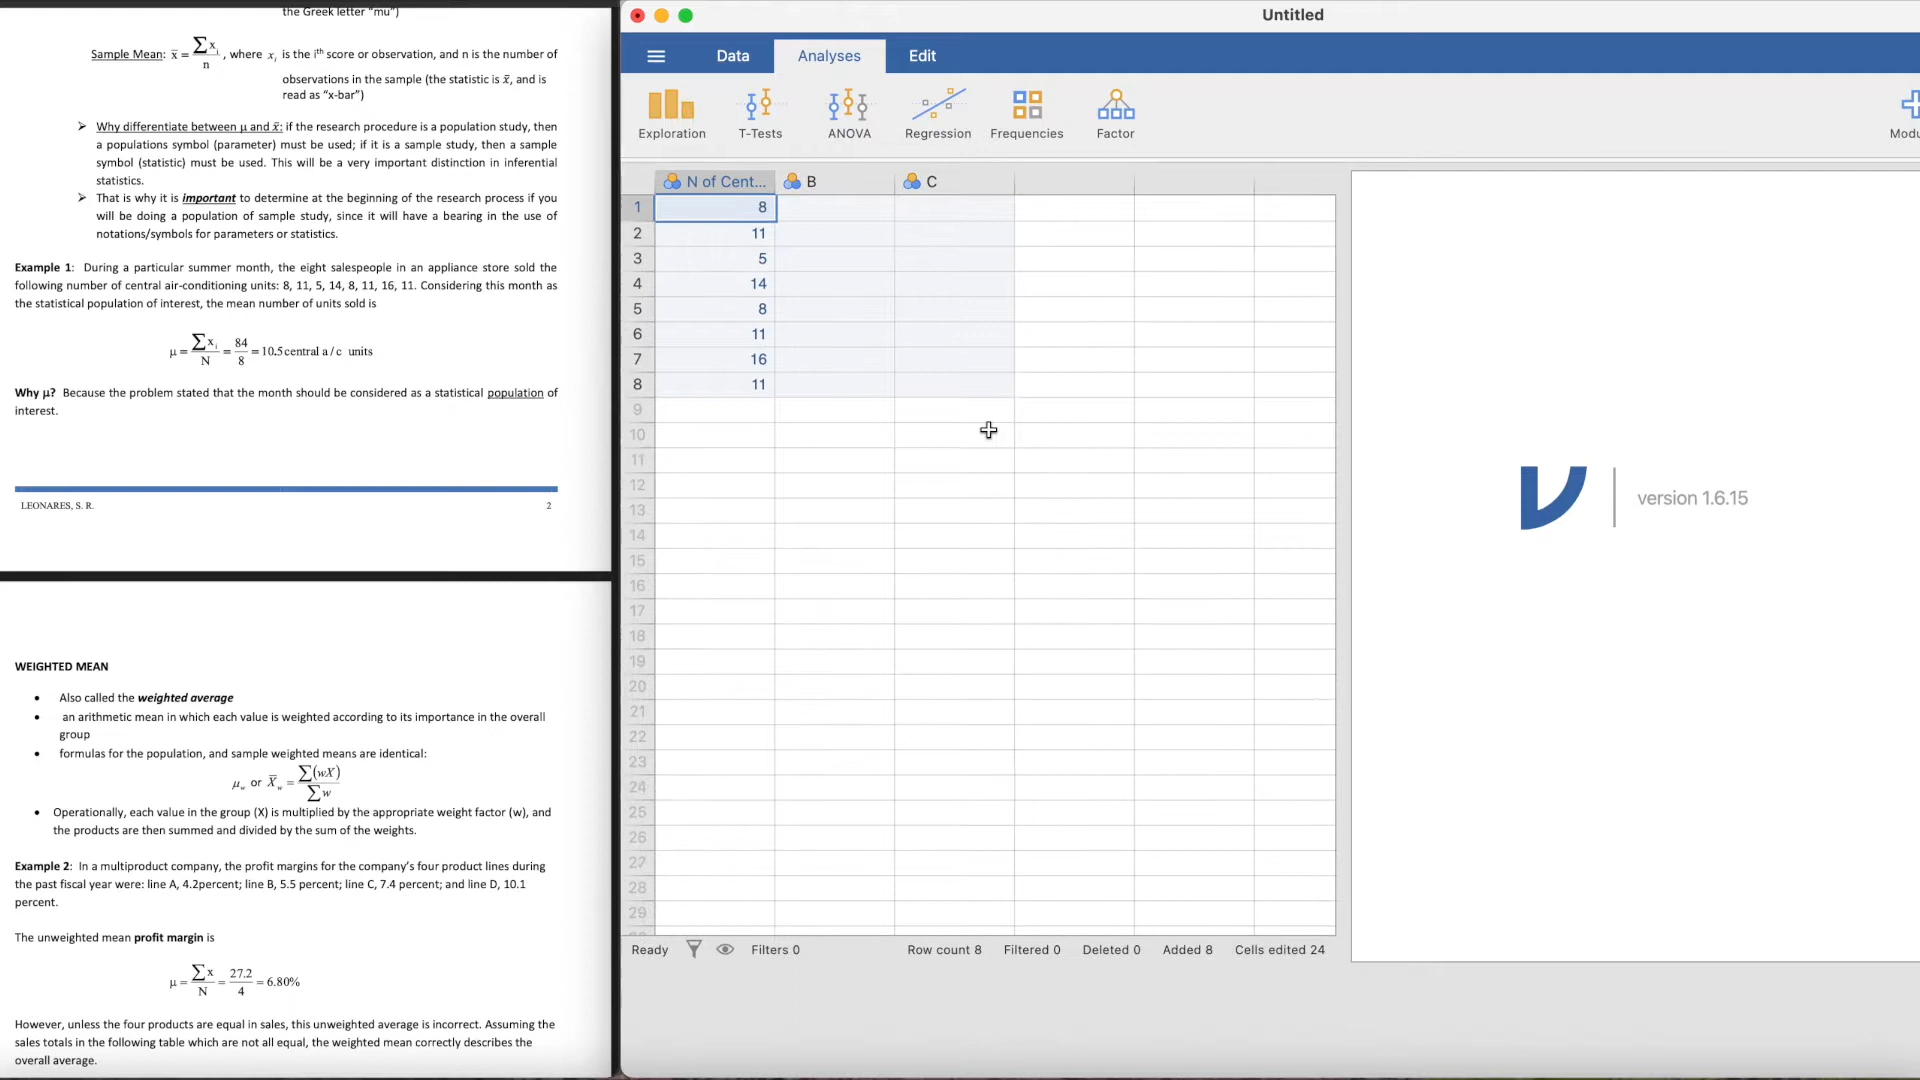 the Greek letter “mu”)
Sample Mean: x̄ = ∑xᵢ / n , where xᵢ is the iᵗʰ score or observation, and n is the number of
observations in the sample (the statistic is x̄, and is
read as “x-bar”)
➢ Why differentiate between µ and x̄: if the research procedure is a population study, then
a populations symbol (parameter) must be used; if it is a sample study, then a sample
symbol (statistic) must be used. This will be a very important distinction in inferential
statistics.
➢ That is why it is important to determine at the beginning of the research process if you
will be doing a population of sample study, since it will have a bearing in the use of
notations/symbols for parameters or statistics.
Example 1: During a particular summer month, the eight salespeople in an appliance store sold the
following number of central air-conditioning units: 8, 11, 5, 14, 8, 11, 16, 11. Considering this month as
the statistical population of interest, the mean number of units sold is
µ = ∑xᵢ / N = 84 / 8 = 10.5 central a / c units
Why µ? Because the problem stated that the month should be considered as a statistical population of
interest.
LEONARES, S. R. 2
WEIGHTED MEAN
• Also called the weighted average
• an arithmetic mean in which each value is weighted according to its importance in the overall
group
• formulas for the population, and sample weighted means are identical:
µw or X̄w = ∑(wX) / ∑w
• Operationally, each value in the group (X) is multiplied by the appropriate weight factor (w), and
the products are then summed and divided by the sum of the weights.
Example 2: In a multiproduct company, the profit margins for the company’s four product lines during
the past fiscal year were: line A, 4.2percent; line B, 5.5 percent; line C, 7.4 percent; and line D, 10.1
percent.
The unweighted mean profit margin is
µ = ∑x / N = 27.2 / 4 = 6.80%
However, unless the four products are equal in sales, this unweighted average is incorrect. Assuming the
sales totals in the following table which are not all equal, the weighted mean correctly describes the
overall average.
Untitled
Data Analyses Edit
Exploration T-Tests ANOVA Regression Frequencies Factor Modu
N of Cent... B C
1 8
2 11
3 5
4 14
5 8
6 11
7 16
8 11
9
10
11
12
13
14
15
16
17
18
19
20
21
22
23
24
25
26
27
28
29
Ready Filters 0 Row count 8 Filtered 0 Deleted 0 Added 8 Cells edited 24
version 1.6.15